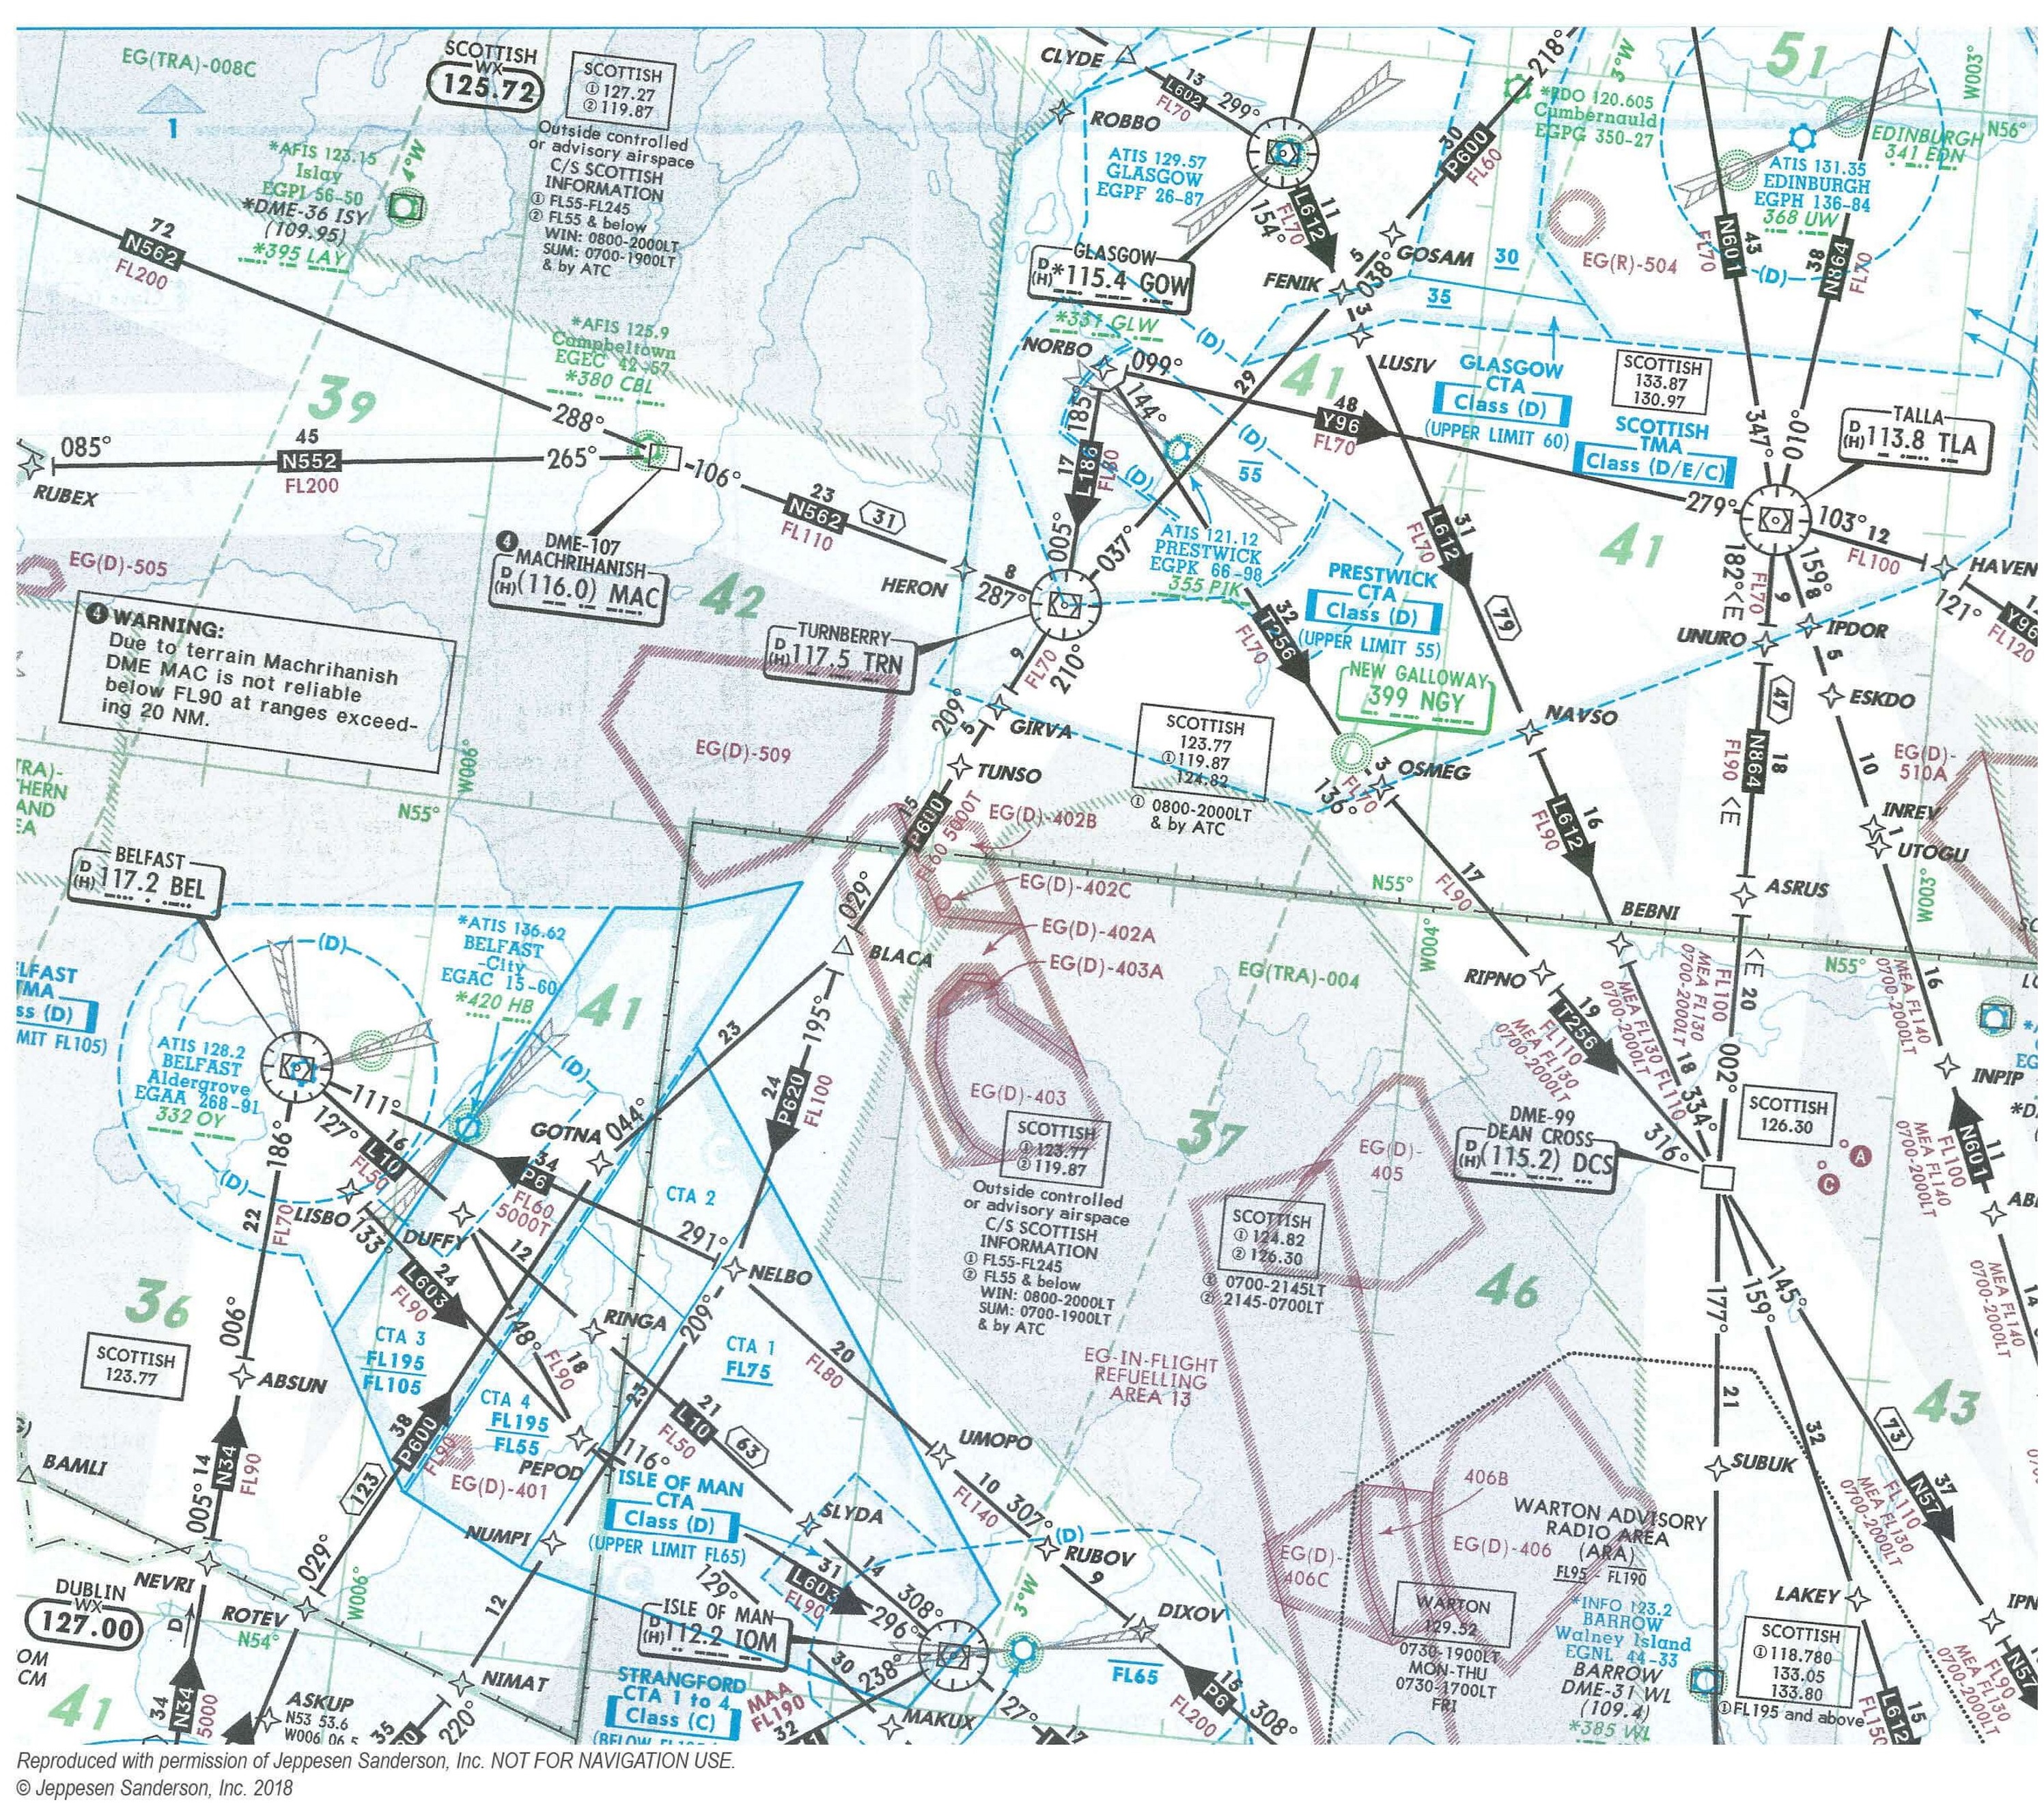 EG(TRA)-008C
1
*AFIS 123.15
Islay
EGPI 56-50
*DME-36 ISY
(109.95)
*395 LAY
4°W
SCOTTISH
WX
125.72
SCOTTISH
① 127.27
② 119.87
Outside controlled
or advisory airspace
C/S SCOTTISH
INFORMATION
① FL55-FL245
② FL55 & below
WIN: 0800-2000LT
SUM: 0700-1900LT
& by ATC
CLYDE
13
L602
FL70
299°
ROBBO
ATIS 129.57
GLASGOW
EGPF 26-87
11
L612
FL70
154°
GLASGOW
D
(H)
*115.4 GOW
*331 GLW
218°
30
P600
FL60
3°W
*RDO 120.605
Cumbernauld
EGPG 350-27
51
W003°
N56°
EDINBURGH
341 EDN
ATIS 131.35
EDINBURGH
EGPH 136-84
368 UW
EG(R)-504
N601
43
FL70
(D)
38
N864
FL70
GOSAM
5
038°
30
35
FENIK
13
LUSIV
72
N562
FL200
*AFIS 125.9
Campbeltown
EGEC 42-57
*380 CBL
39
288°
085°
45
N552
FL200
265°
RUBEX
106°
23
N562
FL110
31
NORBO
099°
144°
185°
17
L186
FL80
(D)
(D)
(D)
29
48
Y96
FL70
41
55
GLASGOW
CTA
Class (D)
(UPPER LIMIT 60)
SCOTTISH
133.87
130.97
SCOTTISH
TMA
Class (D/E/C)
347°
010°
TALLA
D
(H)
113.8 TLA
279°
103°
12
FL100
HAVEN
121°
Y96
FL120
182°<E
FL70
9
159°
8
EG(D)-505
④ WARNING:
Due to terrain Machrihanish
DME MAC is not reliable
below FL90 at ranges exceed-
ing 20 NM.
④ DME-107
MACHRIHANISH
D
(H)
(116.0) MAC
42
HERON
8
287°
005°
037°
TURNBERRY
D
(H)
117.5 TRN
9
FL70
210°
ATIS 121.12
PRESTWICK
EGPK 66-98
355 PIK
32
T256
FL70
PRESTWICK
CTA
Class (D)
(UPPER LIMIT 55)
NEW GALLOWAY
399 NGY
31
L612
FL70
79
41
UNURO
IPDOR
5
ESKDO
NAVSO
47
N864
18
FL90 <E
10
EG(D)-
510A
INREV
1
UTOGU
EG(D)-509
209°
5
GIRVA
TUNSO
SCOTTISH
123.77
①119.87
124.82
① 0800-2000LT
& by ATC
3
OSMEG
136°
FL70
16
L612
FL90
W006°
N55°
15
P600
FL60 5000T
EG(D)-402B
EG(D)-402C
EG(D)-402A
EG(D)-403A
17
FL90
N55°
W004°
BEBNI
ASRUS
W003°
N55°
BELFAST
D
(H)
117.2 BEL
029°
BLACA
EG(TRA)-004
RIPNO
19
T256
FL110
MEA FL130
0700-2000LT
MEA FL130 FL110
0700-2000LT
18
334°
FL100
MEA FL130
0700-2000LT
<E 20
002°
16
MEA FL140
0700-2000LT
INPIP
*ATIS 136.62
BELFAST
-City
EGAC 15-60
*420 HB
41
(D)
(D)
ATIS 128.2
BELFAST
Aldergrove
EGAA 268-91
332 OY
(D)
195°
24
P620
FL100
23
EG(D)-403
37
SCOTTISH
①123.77
②119.87
Outside controlled
or advisory airspace
C/S SCOTTISH
INFORMATION
① FL55-FL245
② FL55 & below
WIN: 0800-2000LT
SUM: 0700-1900LT
& by ATC
EG(D)-
405
DME-99
DEAN CROSS
D
(H)
(115.2) DCS
316°
SCOTTISH
126.30
A
C
11
N601
FL100
MEA FL140
0700-2000LT
111°
127°
16
L10
FL50
186°
22
FL70
GOTNA
044°
34
P6
FL60
5000T
CTA 2
291°
NELBO
LISBO
133°
DUFFY
24
L603
FL90
12
148°
RINGA
18
FL90
209°
CTA 1
FL75
20
FL80
SCOTTISH
① 124.82
② 126.30
① 0700-2145LT
② 2145-0700LT
46
177°
159°
145°
MEA FL140
0700-2000LT
14
36
006°
SCOTTISH
123.77
ABSUN
CTA 3
FL195
FL105
CTA 4
FL195
FL55
38
P600
FL90
123
EG(D)-401
PEPOD
116°
23
21
L10
FL50
63
EG-IN-FLIGHT
REFUELLING
AREA 13
UMOPO
10
FL140
307°
21
SUBUK
32
73
37
N57
FL110
MEA FL130
0700-2000LT
43
BAMLI
005° 14
N34
FL90
NEVRI
029°
ROTEV
W006°
N54°
DUBLIN
WX
127.00
NUMPI
12
ISLE OF MAN
CTA
Class (D)
(UPPER LIMIT FL65)
SLYDA
31
L603
FL90
14
308°
296°
129°
ISLE OF MAN
D
(H)
112.2 IOM
(D)
RUBOV
9
DIXOV
3°W
FL65
15
P6
FL200
308°
406B
EG(D)-406
EG(D)-
406C
WARTON ADVISORY
RADIO AREA
(ARA)
FL95 - FL190
WARTON
129.52
0730-1900LT
MON-THU
0730-1700LT
FRI
*INFO 123.2
BARROW
Walney Island
EGNL 44-33
BARROW
DME-31 WL
(109.4)
*385 WL
LAKEY
SCOTTISH
①118.780
133.05
133.80
①FL195 and above
15
L612
FL150
FL90
MEA FL130
0700-2000LT
N57
41
34
N34
5000
D
ASKUP
N53 53.6
W006 06.5
35
220°
NIMAT
STRANGFORD
CTA 1 to 4
Class (C)
MAA
FL190
32
30
238°
127°
17
MAKUX
Reproduced with permission of Jeppesen Sanderson, Inc. NOT FOR NAVIGATION USE.
© Jeppesen Sanderson, Inc. 2018